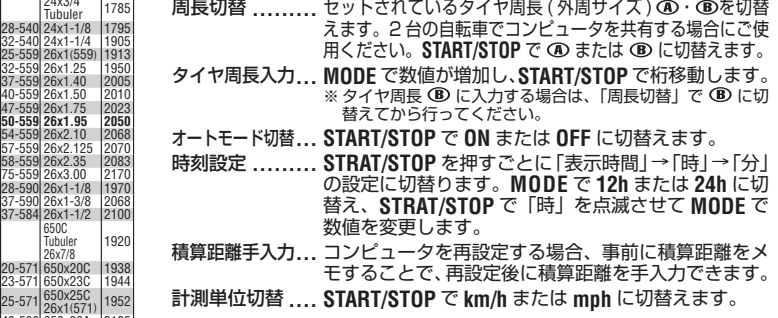 24x3/4
Tubuler 1785
28-540 24x1-1/8 1795
32-540 24x1-1/4 1905
25-559 26x1(559) 1913
32-559 26x1.25 1950
37-559 26x1.40 2005
40-559 26x1.50 2010
47-559 26x1.75 2023
50-559 26x1.95 2050
54-559 26x2.10 2068
57-559 26x2.125 2070
58-559 26x2.35 2083
75-559 26x3.00 2170
28-590 26x1-1/8 1970
37-590 26x1-3/8 2068
37-584 26x1-1/2 2100
650C
Tubuler 1920
26x7/8
20-571 650x20C 1938
23-571 650x23C 1944
25-571 650x25C 1952
26x1(571)
周長切替 ......... セットされているタイヤ周長 ( 外周サイズ ) Ⓐ・Ⓑを切替
えます。2 台の自転車でコンピュータを共有する場合にご使
用ください。START/STOP で Ⓐ または Ⓑ に切替えます。
タイヤ周長入力... MODE で数値が増加し、START/STOP で桁移動します。
※ タイヤ周長 Ⓑ に入力する場合は、「周長切替」で Ⓑ に切
替えてから行ってください。
オートモード切替... START/STOP で ON または OFF に切替えます。
時刻設定 ......... STRAT/STOP を押すごとに「表示時間」→「時」→「分」
の設定に切替ります。MODE で 12h または 24h に切
替え、STRAT/STOP で「時」を点滅させて MODE で
数値を変更します。
積算距離手入力... コンピュータを再設定する場合、事前に積算距離をメ
モすることで、再設定後に積算距離を手入力できます。
計測単位切替 .... START/STOP で km/h または mph に切替えます。